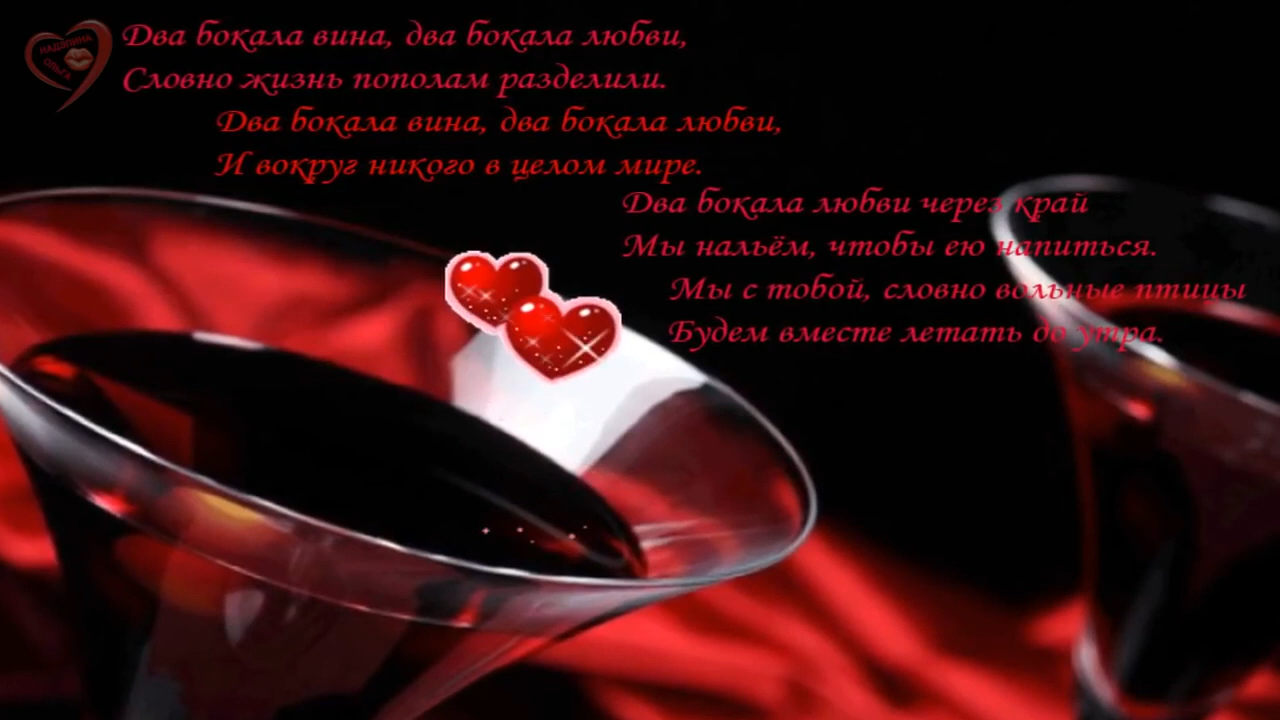 НАДЭЛИНА
ОЛЬГА
Два бокала вина, два бокала любви,
Словно жизнь пополам разделили.
Два бокала вина, два бокала любви,
И вокруг никого в целом мире.
Два бокала любви через край
Мы нальём, чтобы ею напиться.
Мы с тобой, словно вольные птицы
Будем вместе летать до утра.